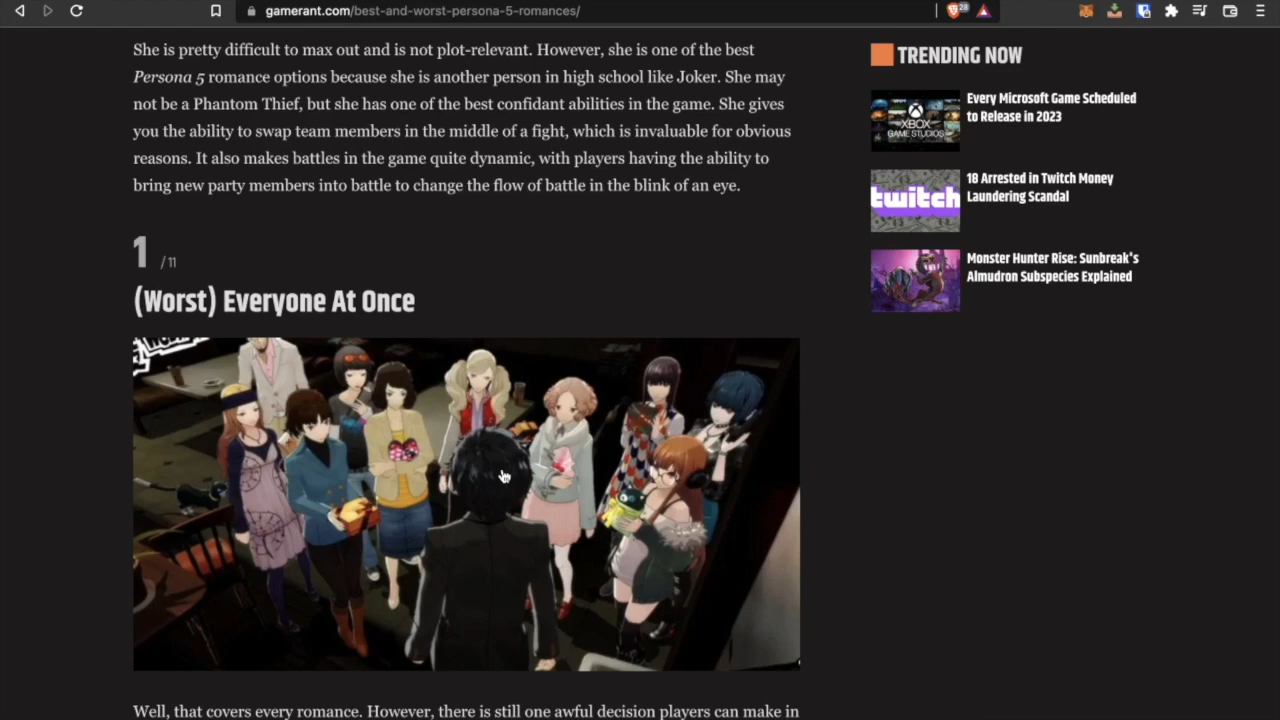 gamerant.com/best-and-worst-persona-5-romances/
28
She is pretty difficult to max out and is not plot-relevant. However, she is one of the best
Persona 5 romance options because she is another person in high school like Joker. She may
not be a Phantom Thief, but she has one of the best confidant abilities in the game. She gives
you the ability to swap team members in the middle of a fight, which is invaluable for obvious
reasons. It also makes battles in the game quite dynamic, with players having the ability to
bring new party members into battle to change the flow of battle in the blink of an eye.
1 / 11
(Worst) Everyone At Once
Well, that covers every romance. However, there is still one awful decision players can make in
TRENDING NOW
XBOX
GAME STUDIOS
Every Microsoft Game Scheduled
to Release in 2023
twitch
18 Arrested in Twitch Money
Laundering Scandal
Monster Hunter Rise: Sunbreak's
Almudron Subspecies Explained